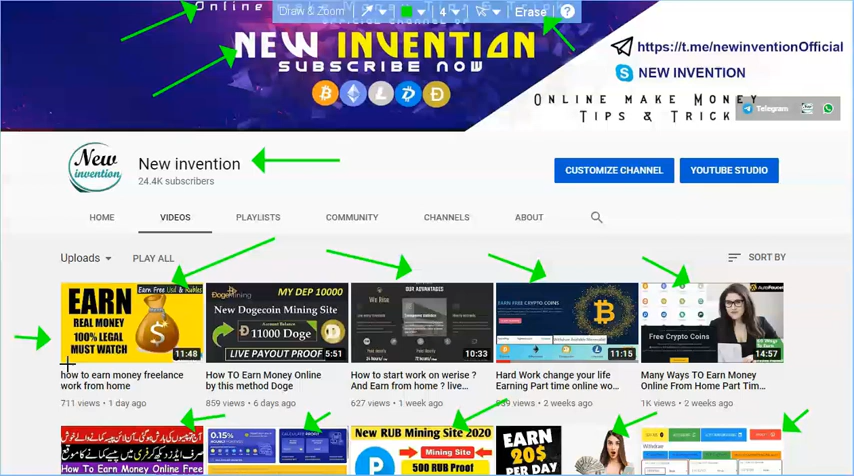 Online
Draw & Zoom 4 Erase ?
NEW INVENTION
SUBSCRIBE NOW
https://t.me/newinventionOfficial
NEW INVENTION
ONLINE MAKE MONEY
TIPS & TRICK
Telegram
New
invention
New invention
24.4K subscribers
CUSTOMIZE CHANNEL
YOUTUBE STUDIO
HOME VIDEOS PLAYLISTS COMMUNITY CHANNELS ABOUT
Uploads PLAY ALL SORT BY
Earn Free Usd & Rubles
EARN
REAL MONEY
100% LEGAL
MUST WATCH
11:48
how to earn money freelance
work from home
711 views • 1 day ago
DogeMining
MY DEP 10000
New Dogecoin Mining Site
Account Balance
11000 Doge
LIVE PAYOUT PROOF
5:51
How TO Earn Money Online
by this method Doge
859 views • 6 days ago
OUR ADVANTAGES
10:33
How to start work on werise ?
And Earn from home ? live...
627 views • 1 week ago
EARN FREE CRYPTO COINS
11:15
Hard Work change your life
Earning Part time online wo...
2 weeks ago
Free Crypto Coins
14:57
Many Ways TO Earn Money
Online From Home Part Tim...
1K views • 2 weeks ago
How To Earn Money Online Free
0.15%
CALCULATE PROFIT
New RUB Mining Site 2020
Mining Site
500 RUB Proof
EARN
20$
PER DAY